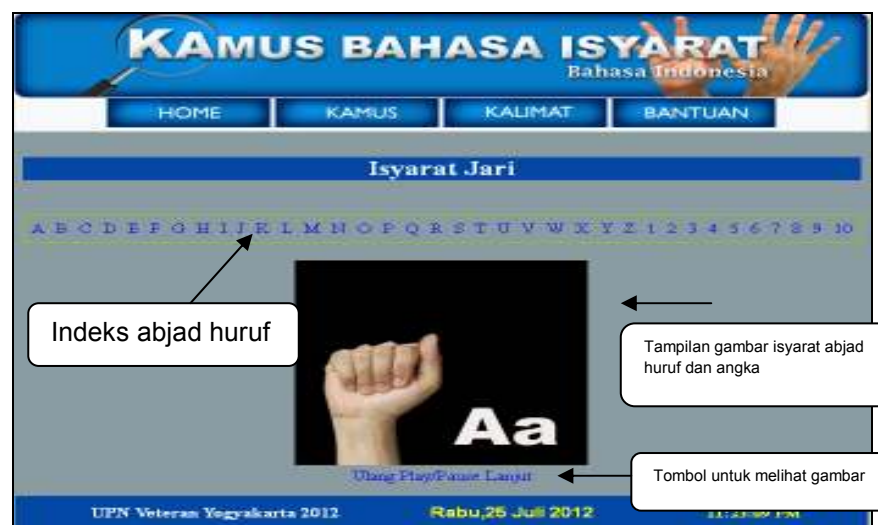 KAMUS BAHASA ISYARAT
Bahasa Indonesia
HOME KAMUS KALIMAT BANTUAN
Isyarat Jari
A B C D E F G H I J K L M N O P Q R S T U V W X Y Z 1 2 3 4 5 6 7 8 9 10
Indeks abjad huruf
Tampilan gambar isyarat abjad
huruf dan angka
Aa
Ulang Play/Pause Lanjut
Tombol untuk melihat gambar
UPN Veteran Yogyakarta 2012 Rabu,25 Juli 2012 PM